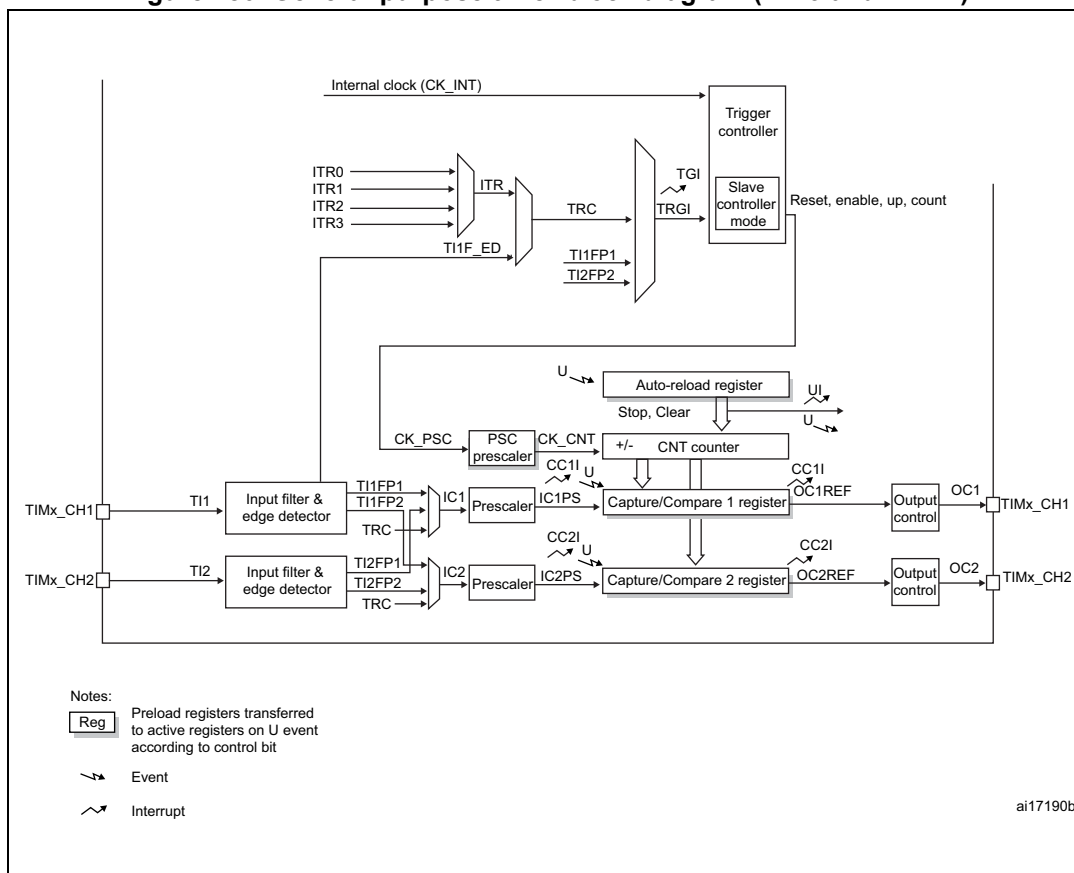 Internal clock (CK_INT)
Trigger
controller
ITR0
ITR1
ITR2
ITR3
ITR
TI1F_ED
TRC
TI1FP1
TI2FP2
TGI
TRGI
Slave
controller
mode
Reset, enable, up, count
U
Auto-reload register
UI
Stop, Clear
U
CK_PSC
PSC
prescaler
CK_CNT
+/-
CNT counter
CC1I
U
CC1I
TIMx_CH1
TI1
Input filter &
edge detector
TI1FP1
TI1FP2
TRC
IC1
Prescaler
IC1PS
Capture/Compare 1 register
OC1REF
Output
control
OC1
TIMx_CH1
CC2I
U
CC2I
TIMx_CH2
TI2
Input filter &
edge detector
TI2FP1
TI2FP2
TRC
IC2
Prescaler
IC2PS
Capture/Compare 2 register
OC2REF
Output
control
OC2
TIMx_CH2
Notes:
Reg
Preload registers transferred
to active registers on U event
according to control bit
Event
Interrupt
ai17190b